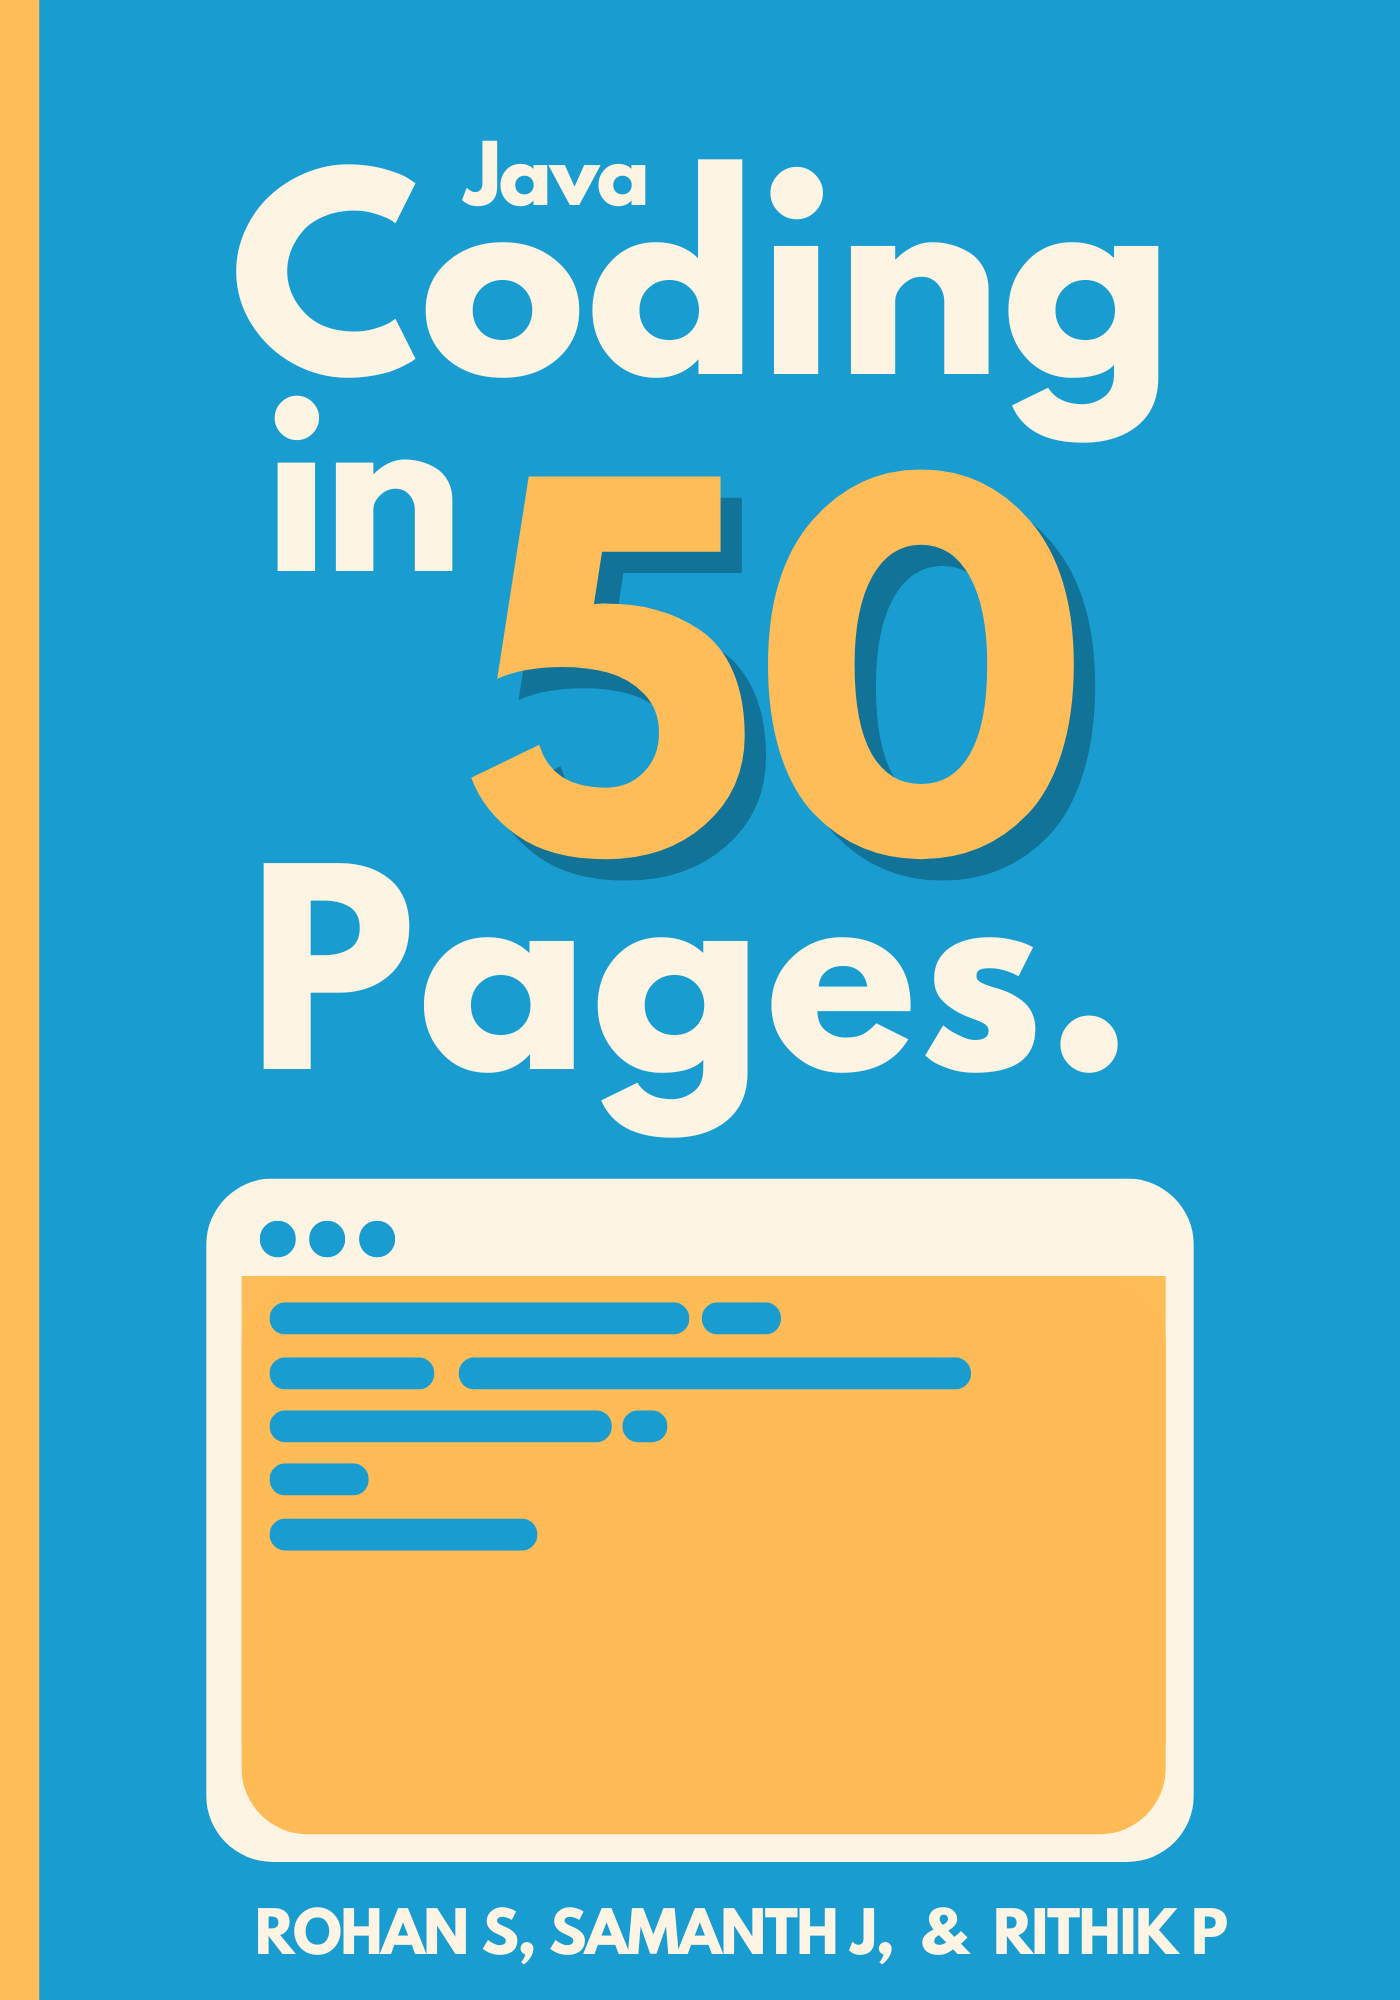 Java
Coding
in 50
Pages.
ROHAN S, SAMANTH J, & RITHIK P